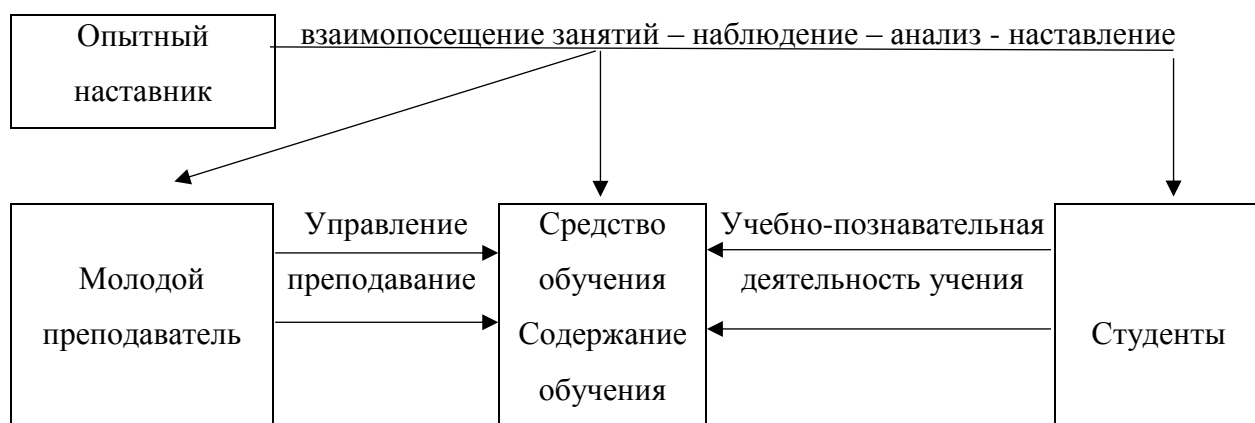 Опытный
наставник
взаимопосещение занятий – наблюдение – анализ - наставление
Молодой
преподаватель
Управление
преподавание
Средство
обучения
Содержание
обучения
Учебно-познавательная
деятельность учения
Студенты